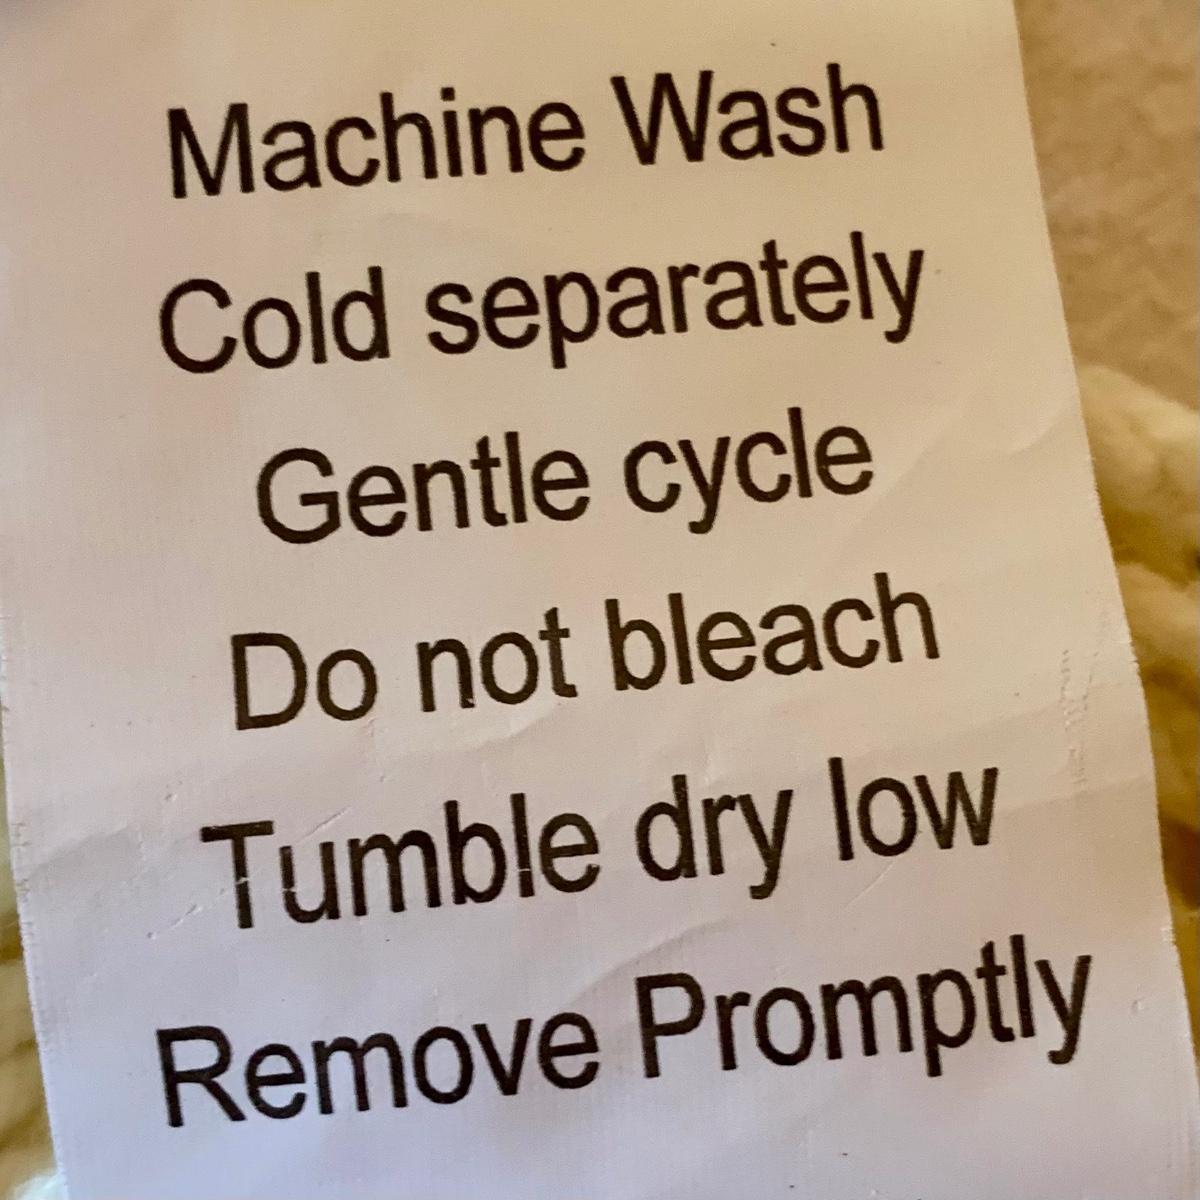 Machine Wash
Cold separately
Gentle cycle
Do not bleach
Tumble dry low
Remove Promptly